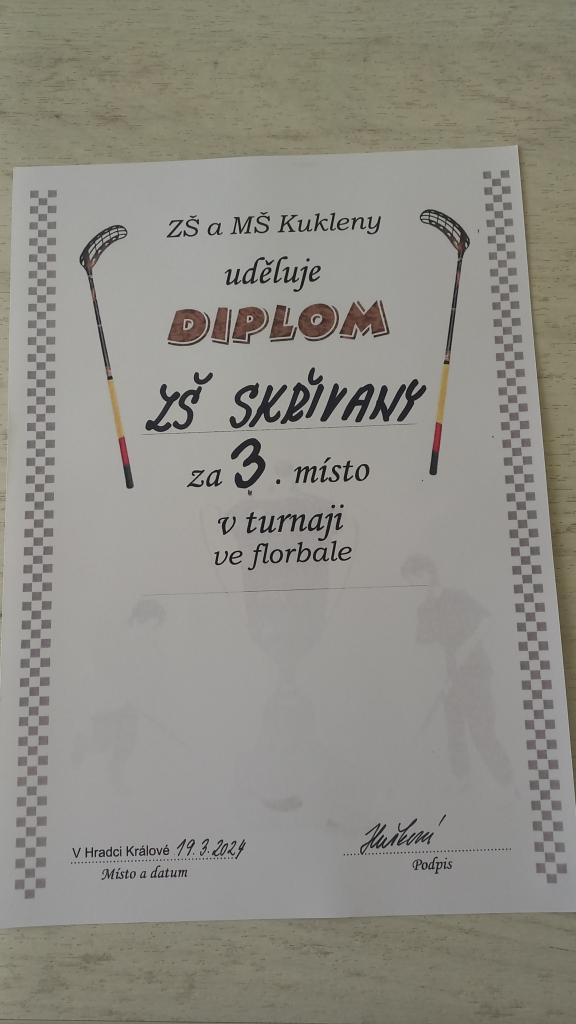 ZŠ a MŠ Kukleny
uděluje
DIPLOM
ZŠ SKŘIVANY
za 3. místo
v turnaji
ve florbale
V Hradci Králové 19.3.2024
Místo a datum
Podpis